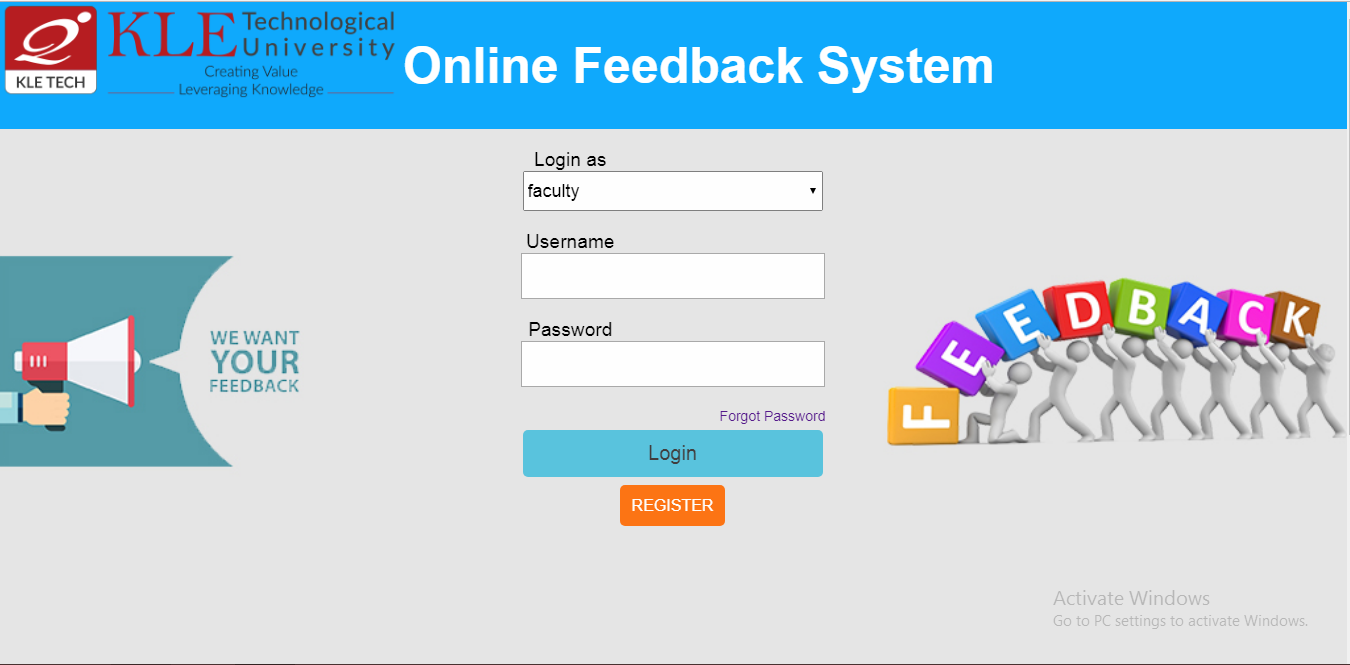 KLE TECH
KLE Technological University
Creating Value
Leveraging Knowledge
Online Feedback System
Login as
faculty
Username
Password
Forgot Password
Login
REGISTER
WE WANT
YOUR
FEEDBACK
FEEDBACK
Activate Windows
Go to PC settings to activate Windows.